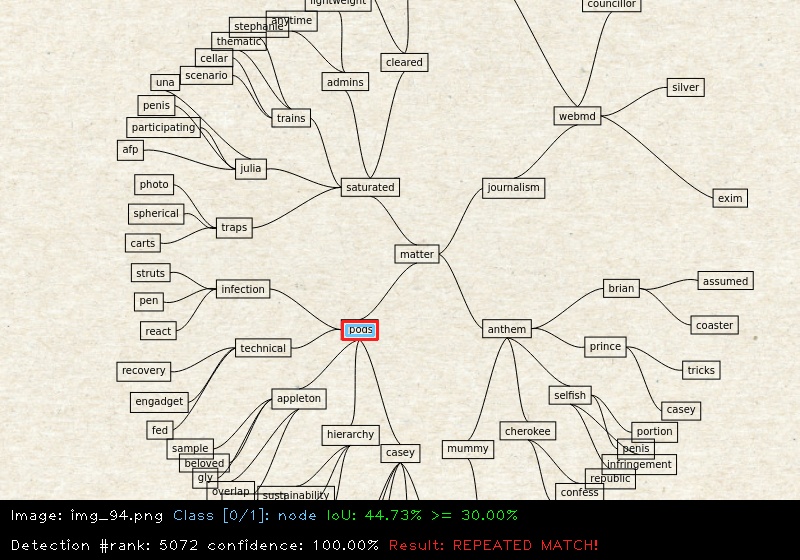 lightweight
councillor
anytime
stephanie
thematic
cleared
cellar
scenario
admins
una
silver
penis
trains
webmd
participating
afp
julia
photo
saturated
journalism
exim
spherical
traps
carts
matter
struts
infection
brian
assumed
pen
react
coaster
anthem
technical
prince
recovery
tricks
engadget
appleton
selfish
casey
fed
hierarchy
cherokee
portion
sample
casey
mummy
penis
beloved
infringement
gly
republic
overlap
sustainability
confess
Image: img_94.png Class [0/1]: node IoU: 44.73% >= 30.00%
Detection #rank: 5072 confidence: 100.00% Result: REPEATED MATCH!